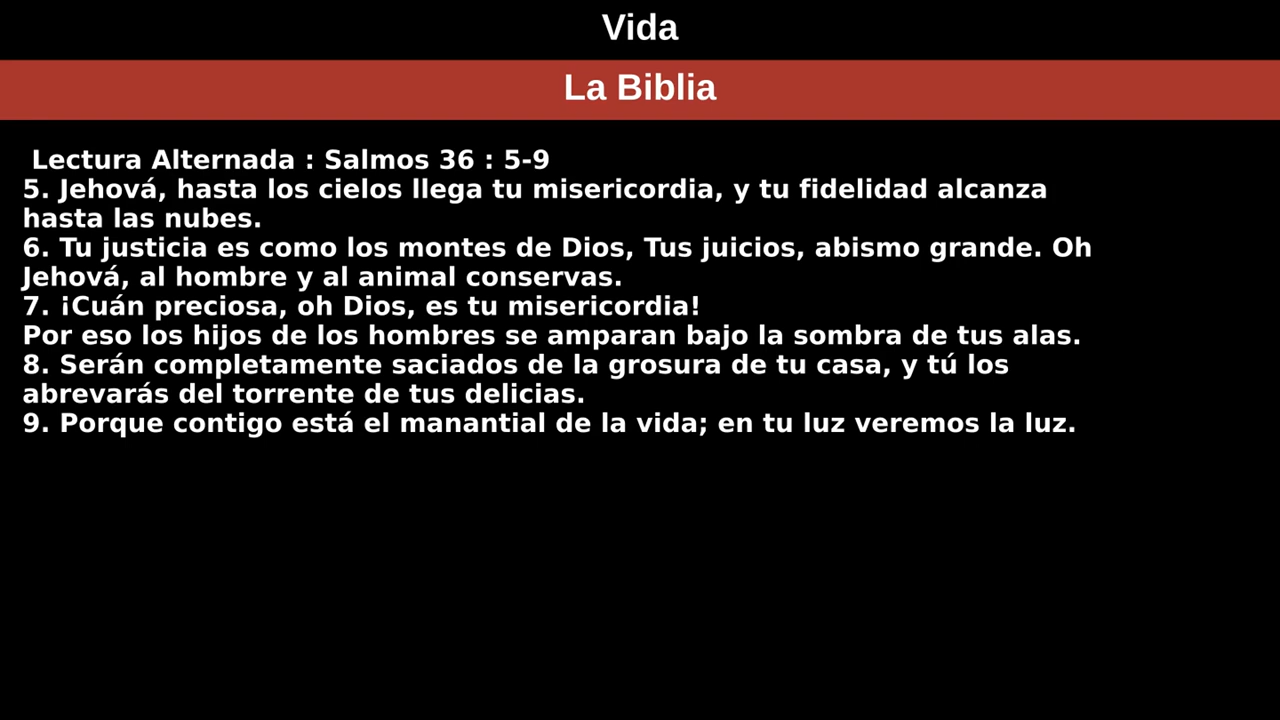 Vida
La Biblia
Lectura Alternada : Salmos 36 : 5-9
5. Jehová, hasta los cielos llega tu misericordia, y tu fidelidad alcanza
hasta las nubes.
6. Tu justicia es como los montes de Dios, Tus juicios, abismo grande. Oh
Jehová, al hombre y al animal conservas.
7. ¡Cuán preciosa, oh Dios, es tu misericordia!
Por eso los hijos de los hombres se amparan bajo la sombra de tus alas.
8. Serán completamente saciados de la grosura de tu casa, y tú los
abrevarás del torrente de tus delicias.
9. Porque contigo está el manantial de la vida; en tu luz veremos la luz.